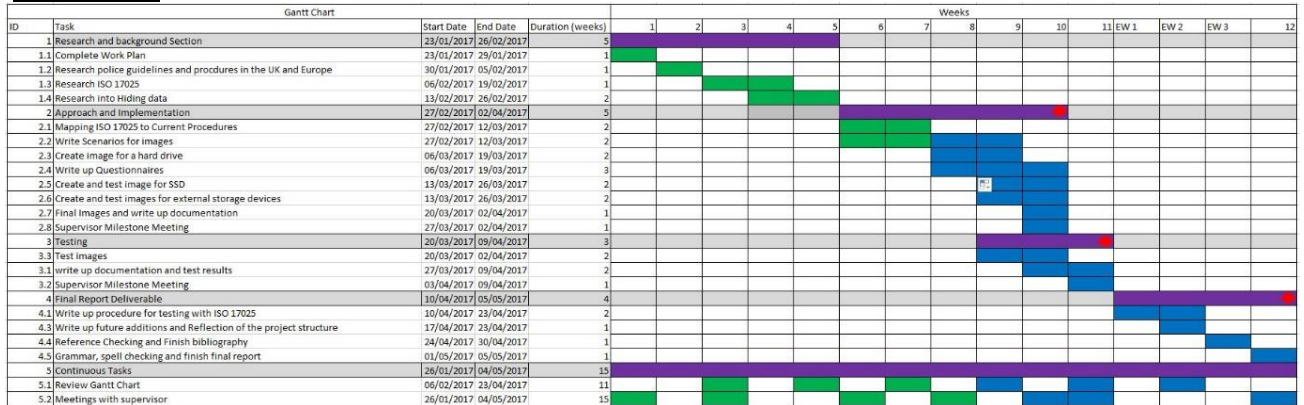 Gantt Chart Weeks
ID Task Start Date End Date Duration (weeks) 1 2 3 4 5 6 7 8 9 10 11 EW 1 EW 2 EW 3 12
1 Research and background Section 23/01/2017 26/02/2017 5
1.1 Complete Work Plan 23/01/2017 29/01/2017 1
1.2 Research police guidelines and procdures in the UK and Europe 30/01/2017 05/02/2017 1
1.3 Research ISO 17025 06/02/2017 19/02/2017 1
1.4 Research into Hiding data 13/02/2017 26/02/2017 2
2 Approach and Implementation 27/02/2017 02/04/2017 5
2.1 Mapping ISO 17025 to Current Procedures 27/02/2017 12/03/2017 2
2.2 Write Scenarios for images 27/02/2017 12/03/2017 2
2.3 Create image for a hard drive 06/03/2017 19/03/2017 2
2.4 Write up Questionnaires 06/03/2017 19/03/2017 3
2.5 Create and test image for SSD 13/03/2017 26/03/2017 2
2.6 Create and test images for external storage devices 13/03/2017 26/03/2017 2
2.7 Final Images and write up documentation 20/03/2017 02/04/2017 1
2.8 Supervisor Milestone Meeting 27/03/2017 02/04/2017 1
3 Testing 20/03/2017 09/04/2017 3
3.3 Test images 20/03/2017 02/04/2017 2
3.1 write up documentation and test results 27/03/2017 09/04/2017 2
3.2 Supervisor Milestone Meeting 03/04/2017 09/04/2017 1
4 Final Report Deliverable 10/04/2017 05/05/2017 4
4.1 Write up procedure for testing with ISO 17025 10/04/2017 23/04/2017 2
4.3 Write up future additions and Reflection of the project structure 17/04/2017 23/04/2017 1
4.4 Reference Checking and Finish bibliography 24/04/2017 30/04/2017 1
4.5 Grammar, spell checking and finish final report 01/05/2017 05/05/2017 1
5 Continuous Tasks 26/01/2017 04/05/2017 15
5.1 Review Gantt Chart 06/02/2017 23/04/2017 11
5.2 Meetings with supervisor 26/01/2017 04/05/2017 15